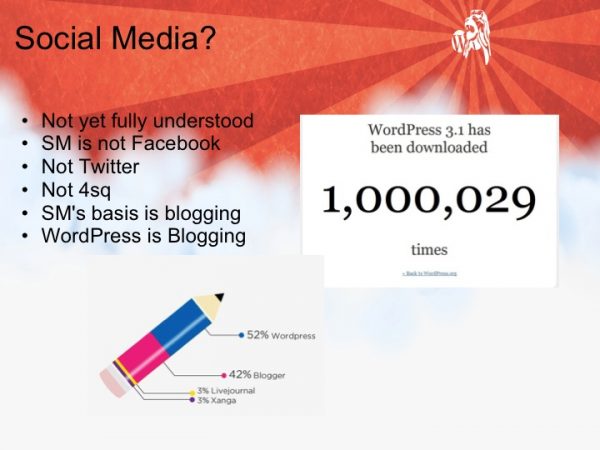 Social Media?
• Not yet fully understood
• SM is not Facebook
• Not Twitter
• Not 4sq
• SM's basis is blogging
• WordPress is Blogging
WordPress 3.1 has
been downloaded
1,000,029
times
« Back to WordPress.org
52% Wordpress
42% Blogger
3% Livejournal
3% Xanga